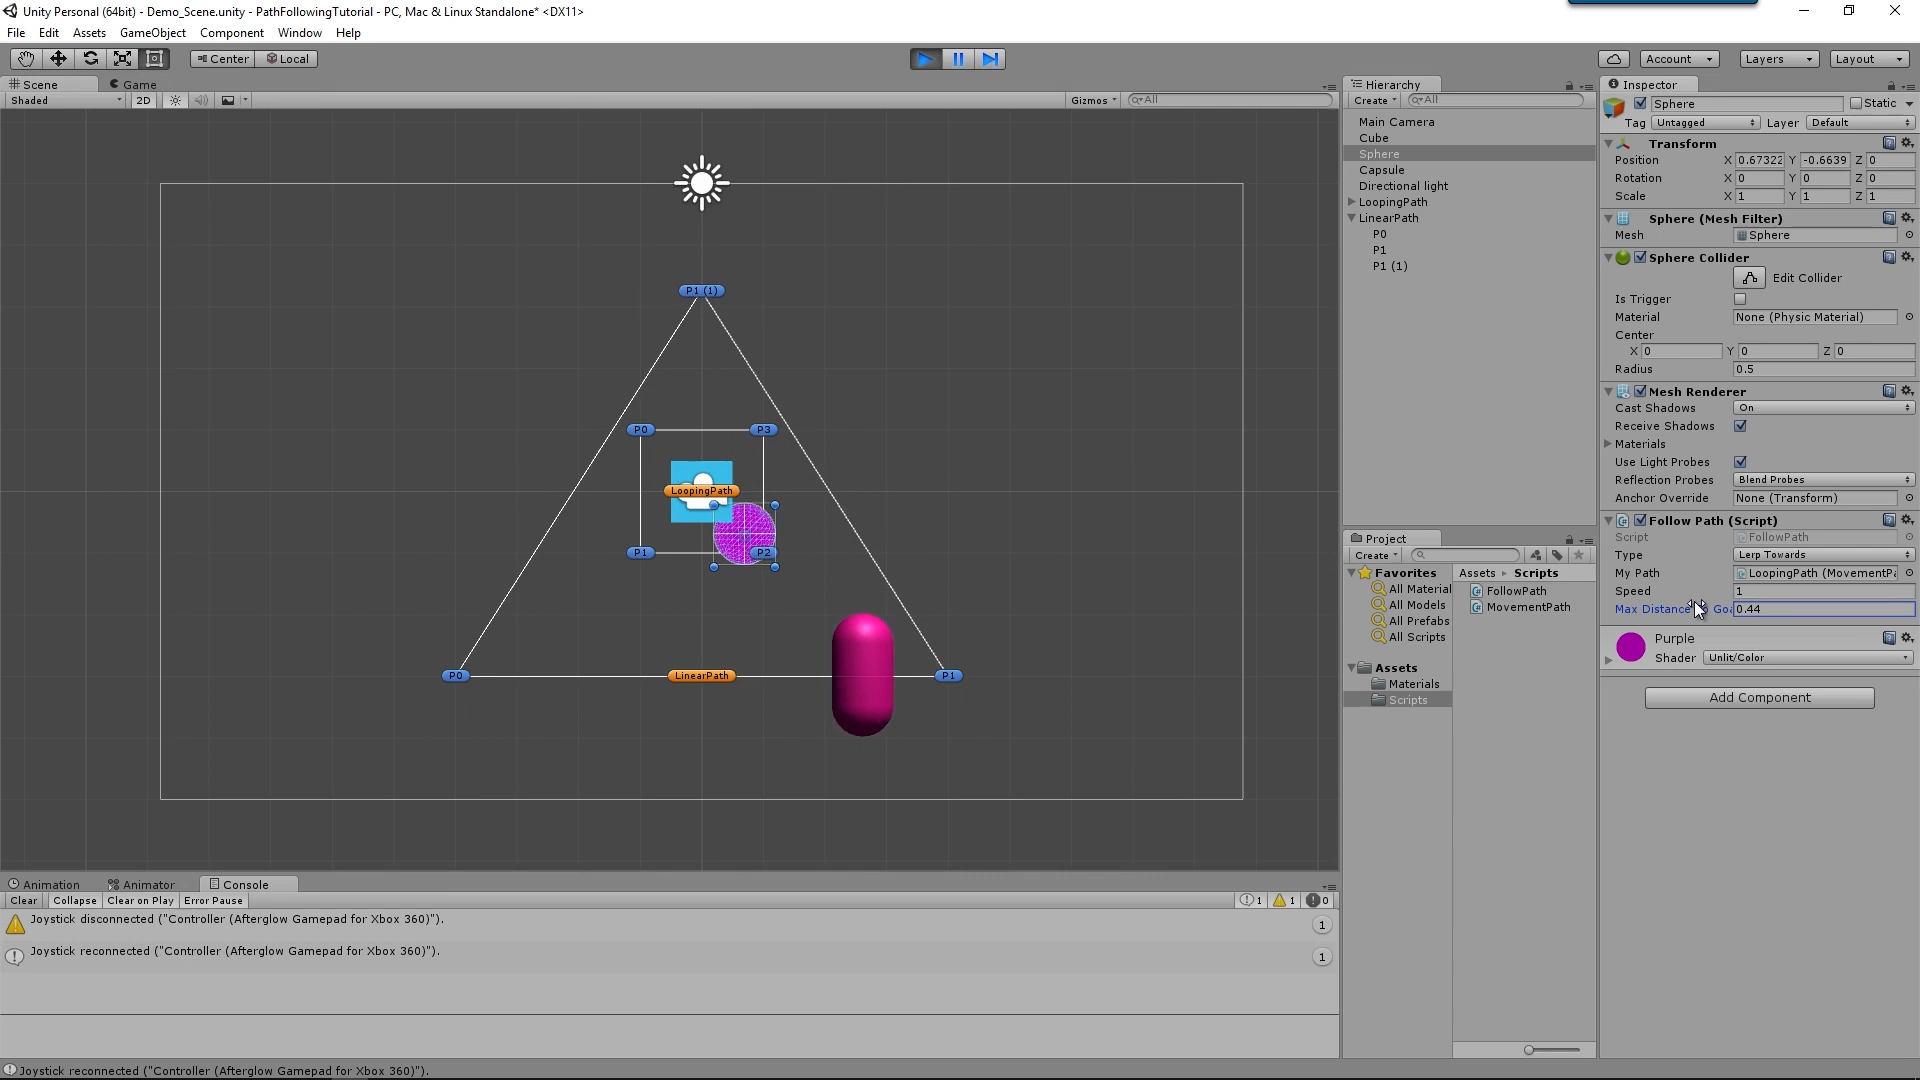 Unity Personal (64bit) - Demo_Scene.unity - PathFollowingTutorial - PC, Mac & Linux Standalone* <DX11>
File Edit Assets GameObject Component Window Help
Center Local Account Layers Layout
Scene Game
Shaded 2D Gizmos All
P1 (1)
P0 P3
LoopingPath
P1 P2
P0 LinearPath P1
Hierarchy
Create All
Main Camera
Cube
Sphere
Capsule
Directional light
LoopingPath
LinearPath
P0
P1
P1 (1)
Project
Create
Favorites
All Material
All Models
All Prefabs
All Scripts
Assets
Materials
Scripts
Assets Scripts
FollowPath
MovementPath
Inspector
Sphere Static
Tag Untagged Layer Default
Transform
Position X 0.67322 Y -0.6639 Z 0
Rotation X 0 Y 0 Z 0
Scale X 1 Y 1 Z 1
Sphere (Mesh Filter)
Mesh Sphere
Sphere Collider
Edit Collider
Is Trigger
Material None (Physic Material)
Center
X 0 Y 0 Z 0
Radius 0.5
Mesh Renderer
Cast Shadows On
Receive Shadows
Materials
Use Light Probes
Reflection Probes Blend Probes
Anchor Override None (Transform)
Follow Path (Script)
Script FollowPath
Type Lerp Towards
My Path LoopingPath (MovementPa
Speed 1
Max Distance Goa 0.44
Purple
Shader Unlit/Color
Add Component
Animation Animator Console
Clear Collapse Clear on Play Error Pause 1 1 0
Joystick disconnected ("Controller (Afterglow Gamepad for Xbox 360)"). 1
Joystick reconnected ("Controller (Afterglow Gamepad for Xbox 360)"). 1
Joystick reconnected ("Controller (Afterglow Gamepad for Xbox 360)").